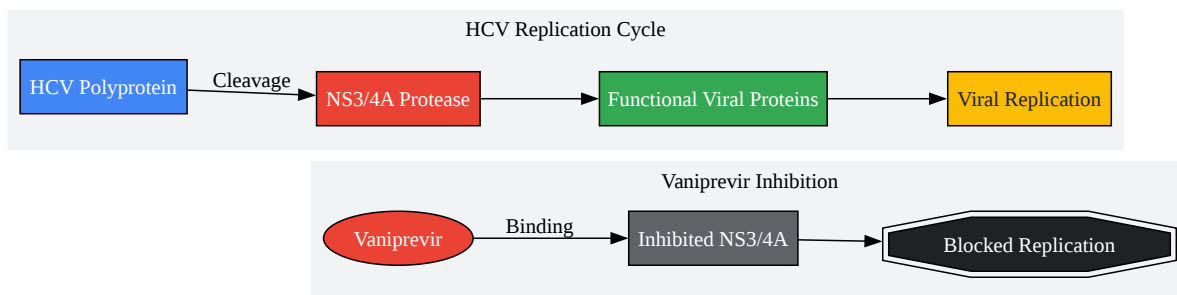 HCV Replication Cycle
HCV Polyprotein
Cleavage
NS3/4A Protease
Functional Viral Proteins
Viral Replication
Vaniprevir Inhibition
Vaniprevir
Binding
Inhibited NS3/4A
Blocked Replication